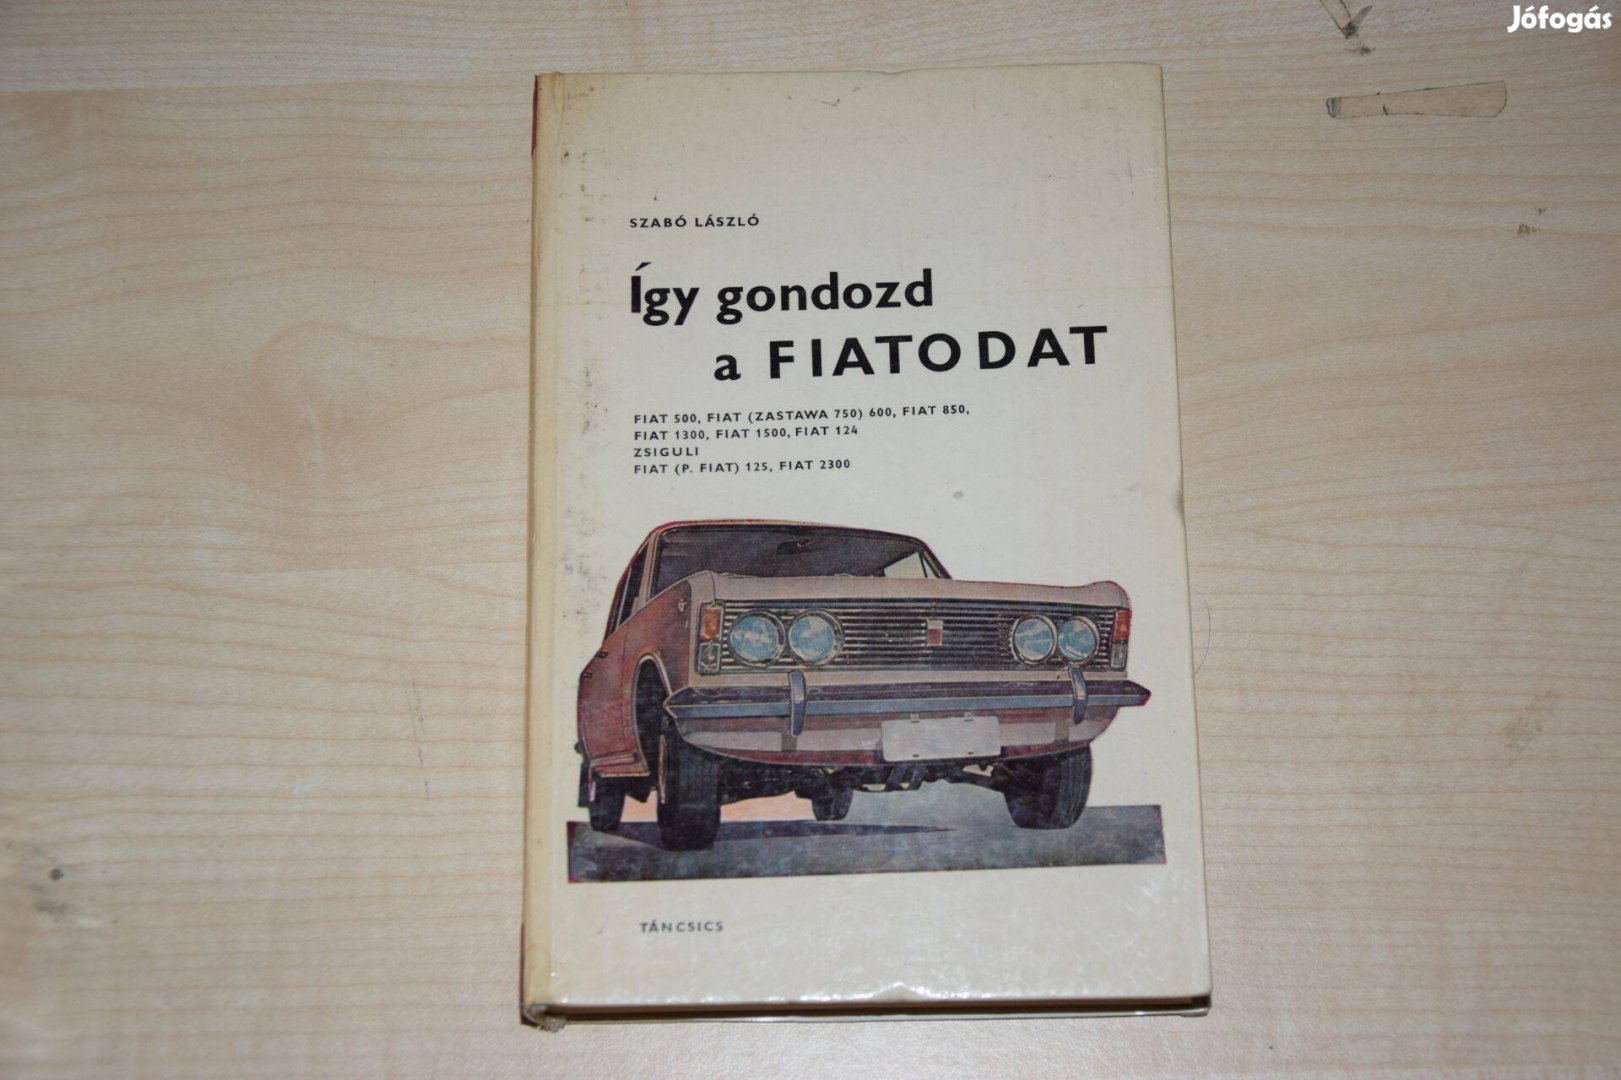 Jófogás
SZABÓ LÁSZLÓ
Így gondozd
a FIATODAT
FIAT 500, FIAT (ZASTAWA 750) 600, FIAT 850,
FIAT 1300, FIAT 1500, FIAT 124
ZSIGULI
FIAT (P. FIAT) 125, FIAT 2300
TÁNCSICS